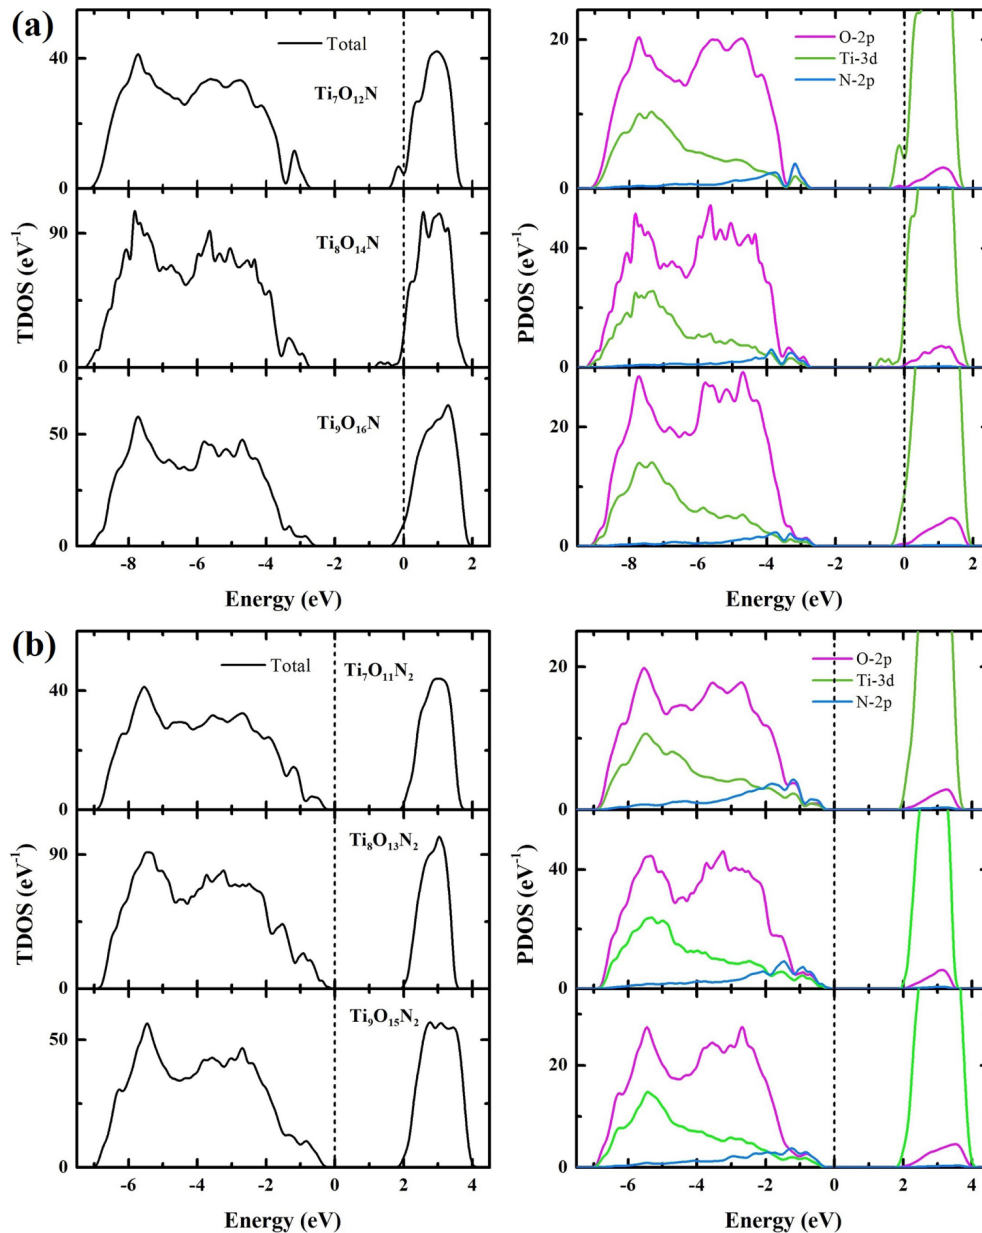 (a)
Total
Ti₇O₁₂N
40
0
Ti₈O₁₄N
90
0
TDOS (eV⁻¹)
Ti₉O₁₆N
50
0
-8 -6 -4 -2 0 2
Energy (eV)
O-2p
Ti-3d
N-2p
20
0
40
0
PDOS (eV⁻¹)
20
0
-8 -6 -4 -2 0 2
Energy (eV)
(b)
Total
Ti₇O₁₁N₂
40
0
Ti₈O₁₃N₂
90
0
TDOS (eV⁻¹)
Ti₉O₁₅N₂
50
0
-6 -4 -2 0 2 4
Energy (eV)
O-2p
Ti-3d
N-2p
20
0
40
0
PDOS (eV⁻¹)
20
0
-6 -4 -2 0 2 4
Energy (eV)